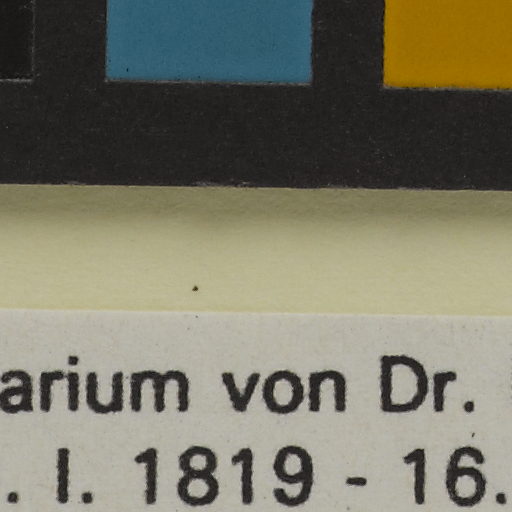 arium von Dr.
. I. 1819 - 16.